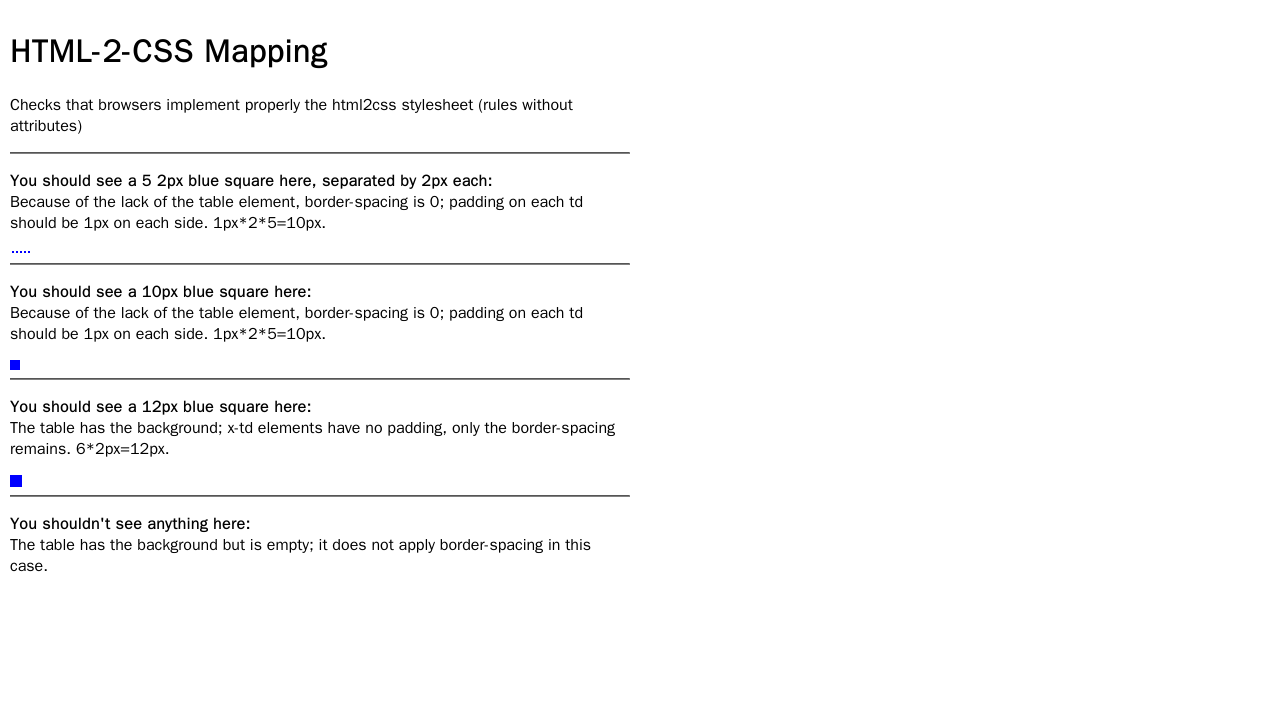 HTML-2-CSS Mapping
Checks that browsers implement properly the html2css stylesheet (rules without
attributes)
You should see a 5 2px blue square here, separated by 2px each:
Because of the lack of the table element, border-spacing is 0; padding on each td
should be 1px on each side. 1px*2*5=10px.
You should see a 10px blue square here:
Because of the lack of the table element, border-spacing is 0; padding on each td
should be 1px on each side. 1px*2*5=10px.
You should see a 12px blue square here:
The table has the background; x-td elements have no padding, only the border-spacing
remains. 6*2px=12px.
You shouldn't see anything here:
The table has the background but is empty; it does not apply border-spacing in this
case.